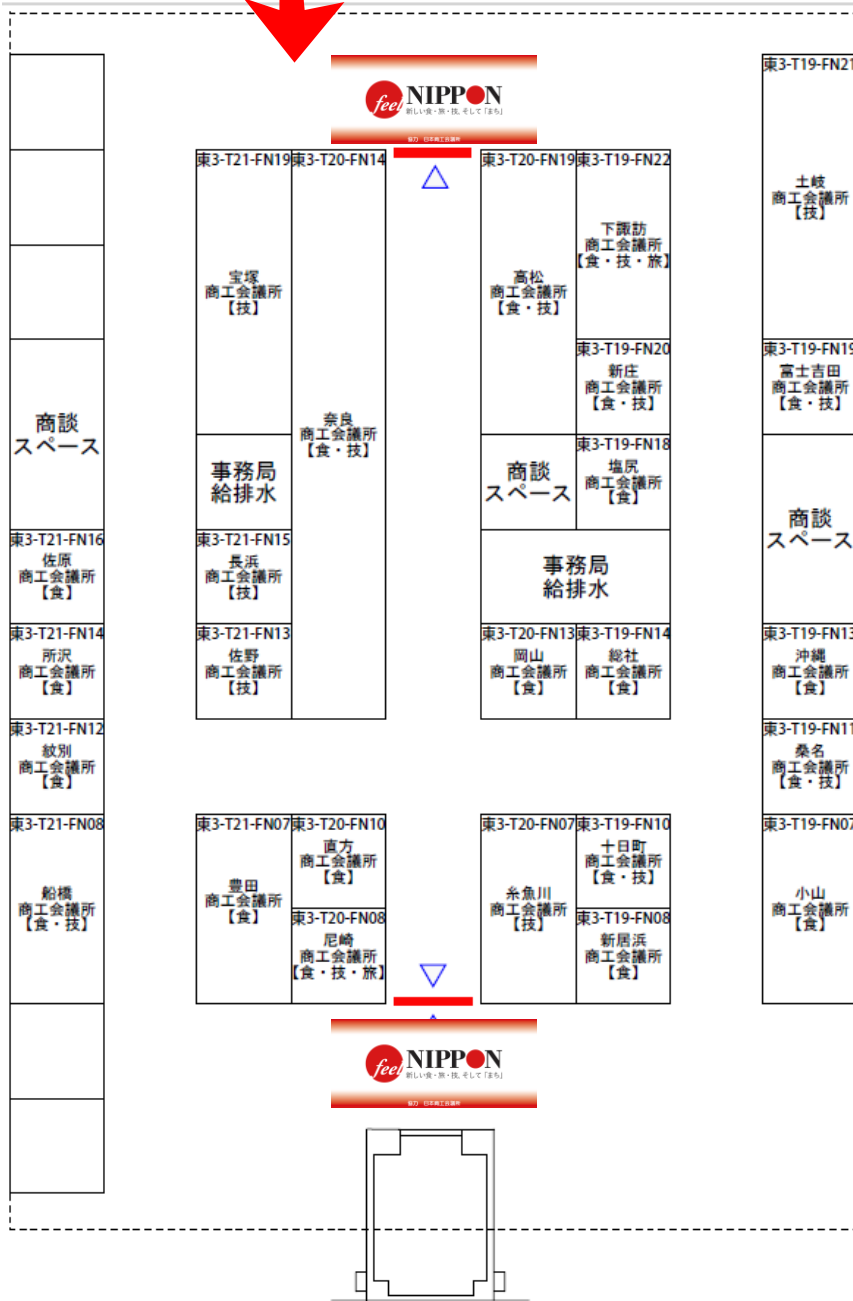 feel NIPPON
新しい食・旅・技、そして「まち」
協力 日本商工会議所
商談
スペース
東3-T21-FN16
佐原
商工会議所
【食】
東3-T21-FN14
所沢
商工会議所
【食】
東3-T21-FN12
紋別
商工会議所
【食】
東3-T21-FN08
船橋
商工会議所
【食・技】
東3-T21-FN19
宝塚
商工会議所
【技】
事務局
給排水
東3-T21-FN15
長浜
商工会議所
【技】
東3-T21-FN13
佐野
商工会議所
【技】
東3-T20-FN14
奈良
商工会議所
【食・技】
東3-T21-FN07
豊田
商工会議所
【食】
東3-T20-FN10
直方
商工会議所
【食】
東3-T20-FN08
尼崎
商工会議所
【食・技・旅】
東3-T20-FN19
高松
商工会議所
【食・技】
商談
スペース
東3-T19-FN22
下諏訪
商工会議所
【食・技・旅】
東3-T19-FN20
新庄
商工会議所
【食・技】
東3-T19-FN18
塩尻
商工会議所
【食】
事務局
給排水
東3-T20-FN13
岡山
商工会議所
【食】
東3-T19-FN14
総社
商工会議所
【食】
東3-T20-FN07
糸魚川
商工会議所
【技】
東3-T19-FN10
十日町
商工会議所
【食・技】
東3-T19-FN08
新居浜
商工会議所
【食】
東3-T19-FN21
土岐
商工会議所
【技】
東3-T19-FN19
富士吉田
商工会議所
【食・技】
商談
スペース
東3-T19-FN13
沖縄
商工会議所
【食】
東3-T19-FN11
桑名
商工会議所
【食・技】
東3-T19-FN07
小山
商工会議所
【食】
feel NIPPON
新しい食・旅・技、そして「まち」
協力 日本商工会議所